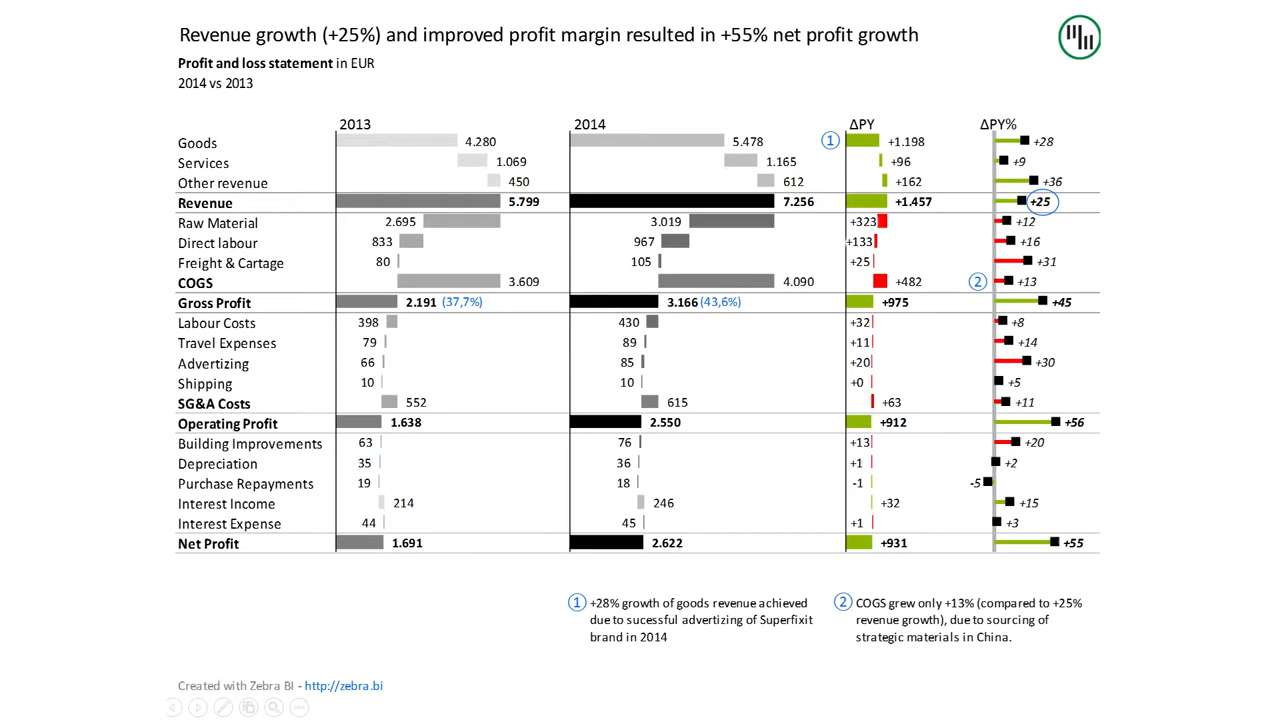 Revenue growth (+25%) and improved profit margin resulted in +55% net profit growth
Profit and loss statement in EUR
2014 vs 2013
2013 2014 ΔPY ΔPY%
Goods 4.280 5.478 1 +1.198 +28
Services 1.069 1.165 +96 +9
Other revenue 450 612 +162 +36
Revenue 5.799 7.256 +1.457 +25
Raw Material 2.695 3.019 +323 +12
Direct labour 833 967 +133 +16
Freight & Cartage 80 105 +25 +31
COGS 3.609 4.090 +482 2 +13
Gross Profit 2.191 (37,7%) 3.166 (43,6%) +975 +45
Labour Costs 398 430 +32 +8
Travel Expenses 79 89 +11 +14
Advertizing 66 85 +20 +30
Shipping 10 10 +0 +5
SG&A Costs 552 615 +63 +11
Operating Profit 1.638 2.550 +912 +56
Building Improvements 63 76 +13 +20
Depreciation 35 36 +1 +2
Purchase Repayments 19 18 -1 -5
Interest Income 214 246 +32 +15
Interest Expense 44 45 +1 +3
Net Profit 1.691 2.622 +931 +55
1 +28% growth of goods revenue achieved
due to sucessful advertizing of Superfixit
brand in 2014
2 COGS grew only +13% (compared to +25%
revenue growth), due to sourcing of
strategic materials in China.
Created with Zebra BI - http://zebra.bi